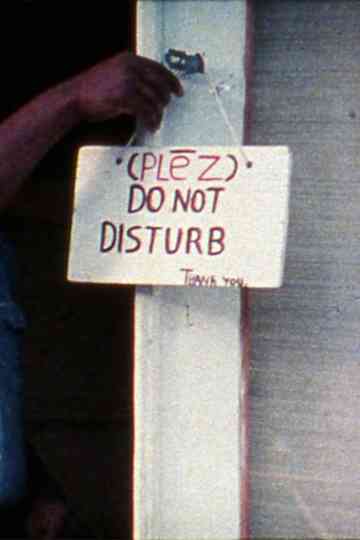 (PLēZ)
DO NOT
DISTURB
THANK YOU.